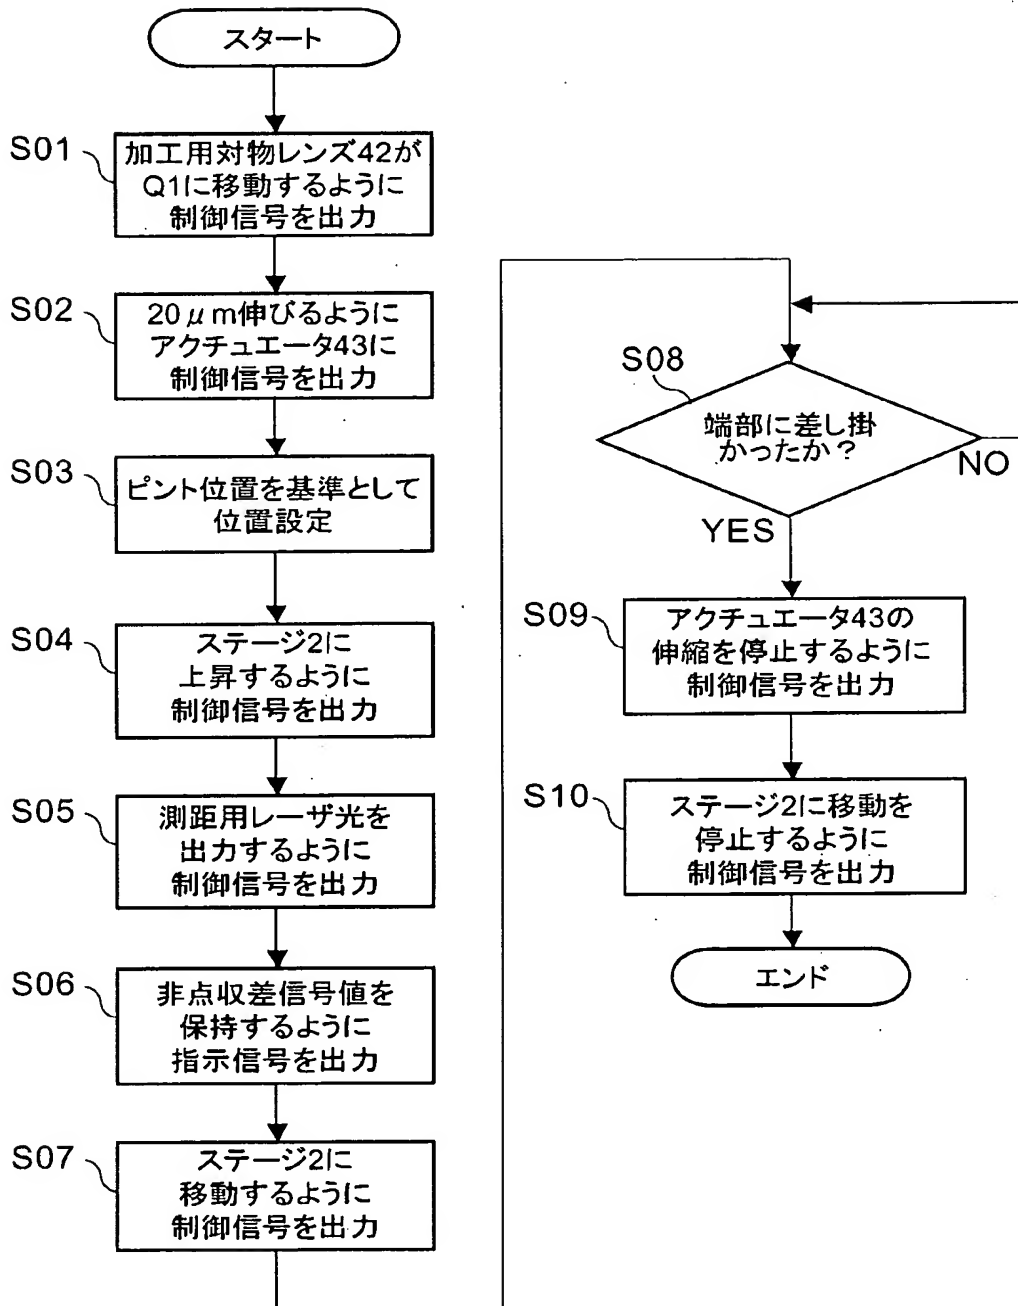 スタート
S01
加工用対物レンズ42が
Q1に移動するように
制御信号を出力
S02
20μm伸びるように
アクチュエータ43に
制御信号を出力
S03
ピント位置を基準として
位置設定
S04
ステージ2に
上昇するように
制御信号を出力
S05
測距用レーザ光を
出力するように
制御信号を出力
S06
非点収差信号値を
保持するように
指示信号を出力
S07
ステージ2に
移動するように
制御信号を出力
S08
端部に差し掛
かったか？
NO
YES
S09
アクチュエータ43の
伸縮を停止するように
制御信号を出力
S10
ステージ2に移動を
停止するように
制御信号を出力
エンド